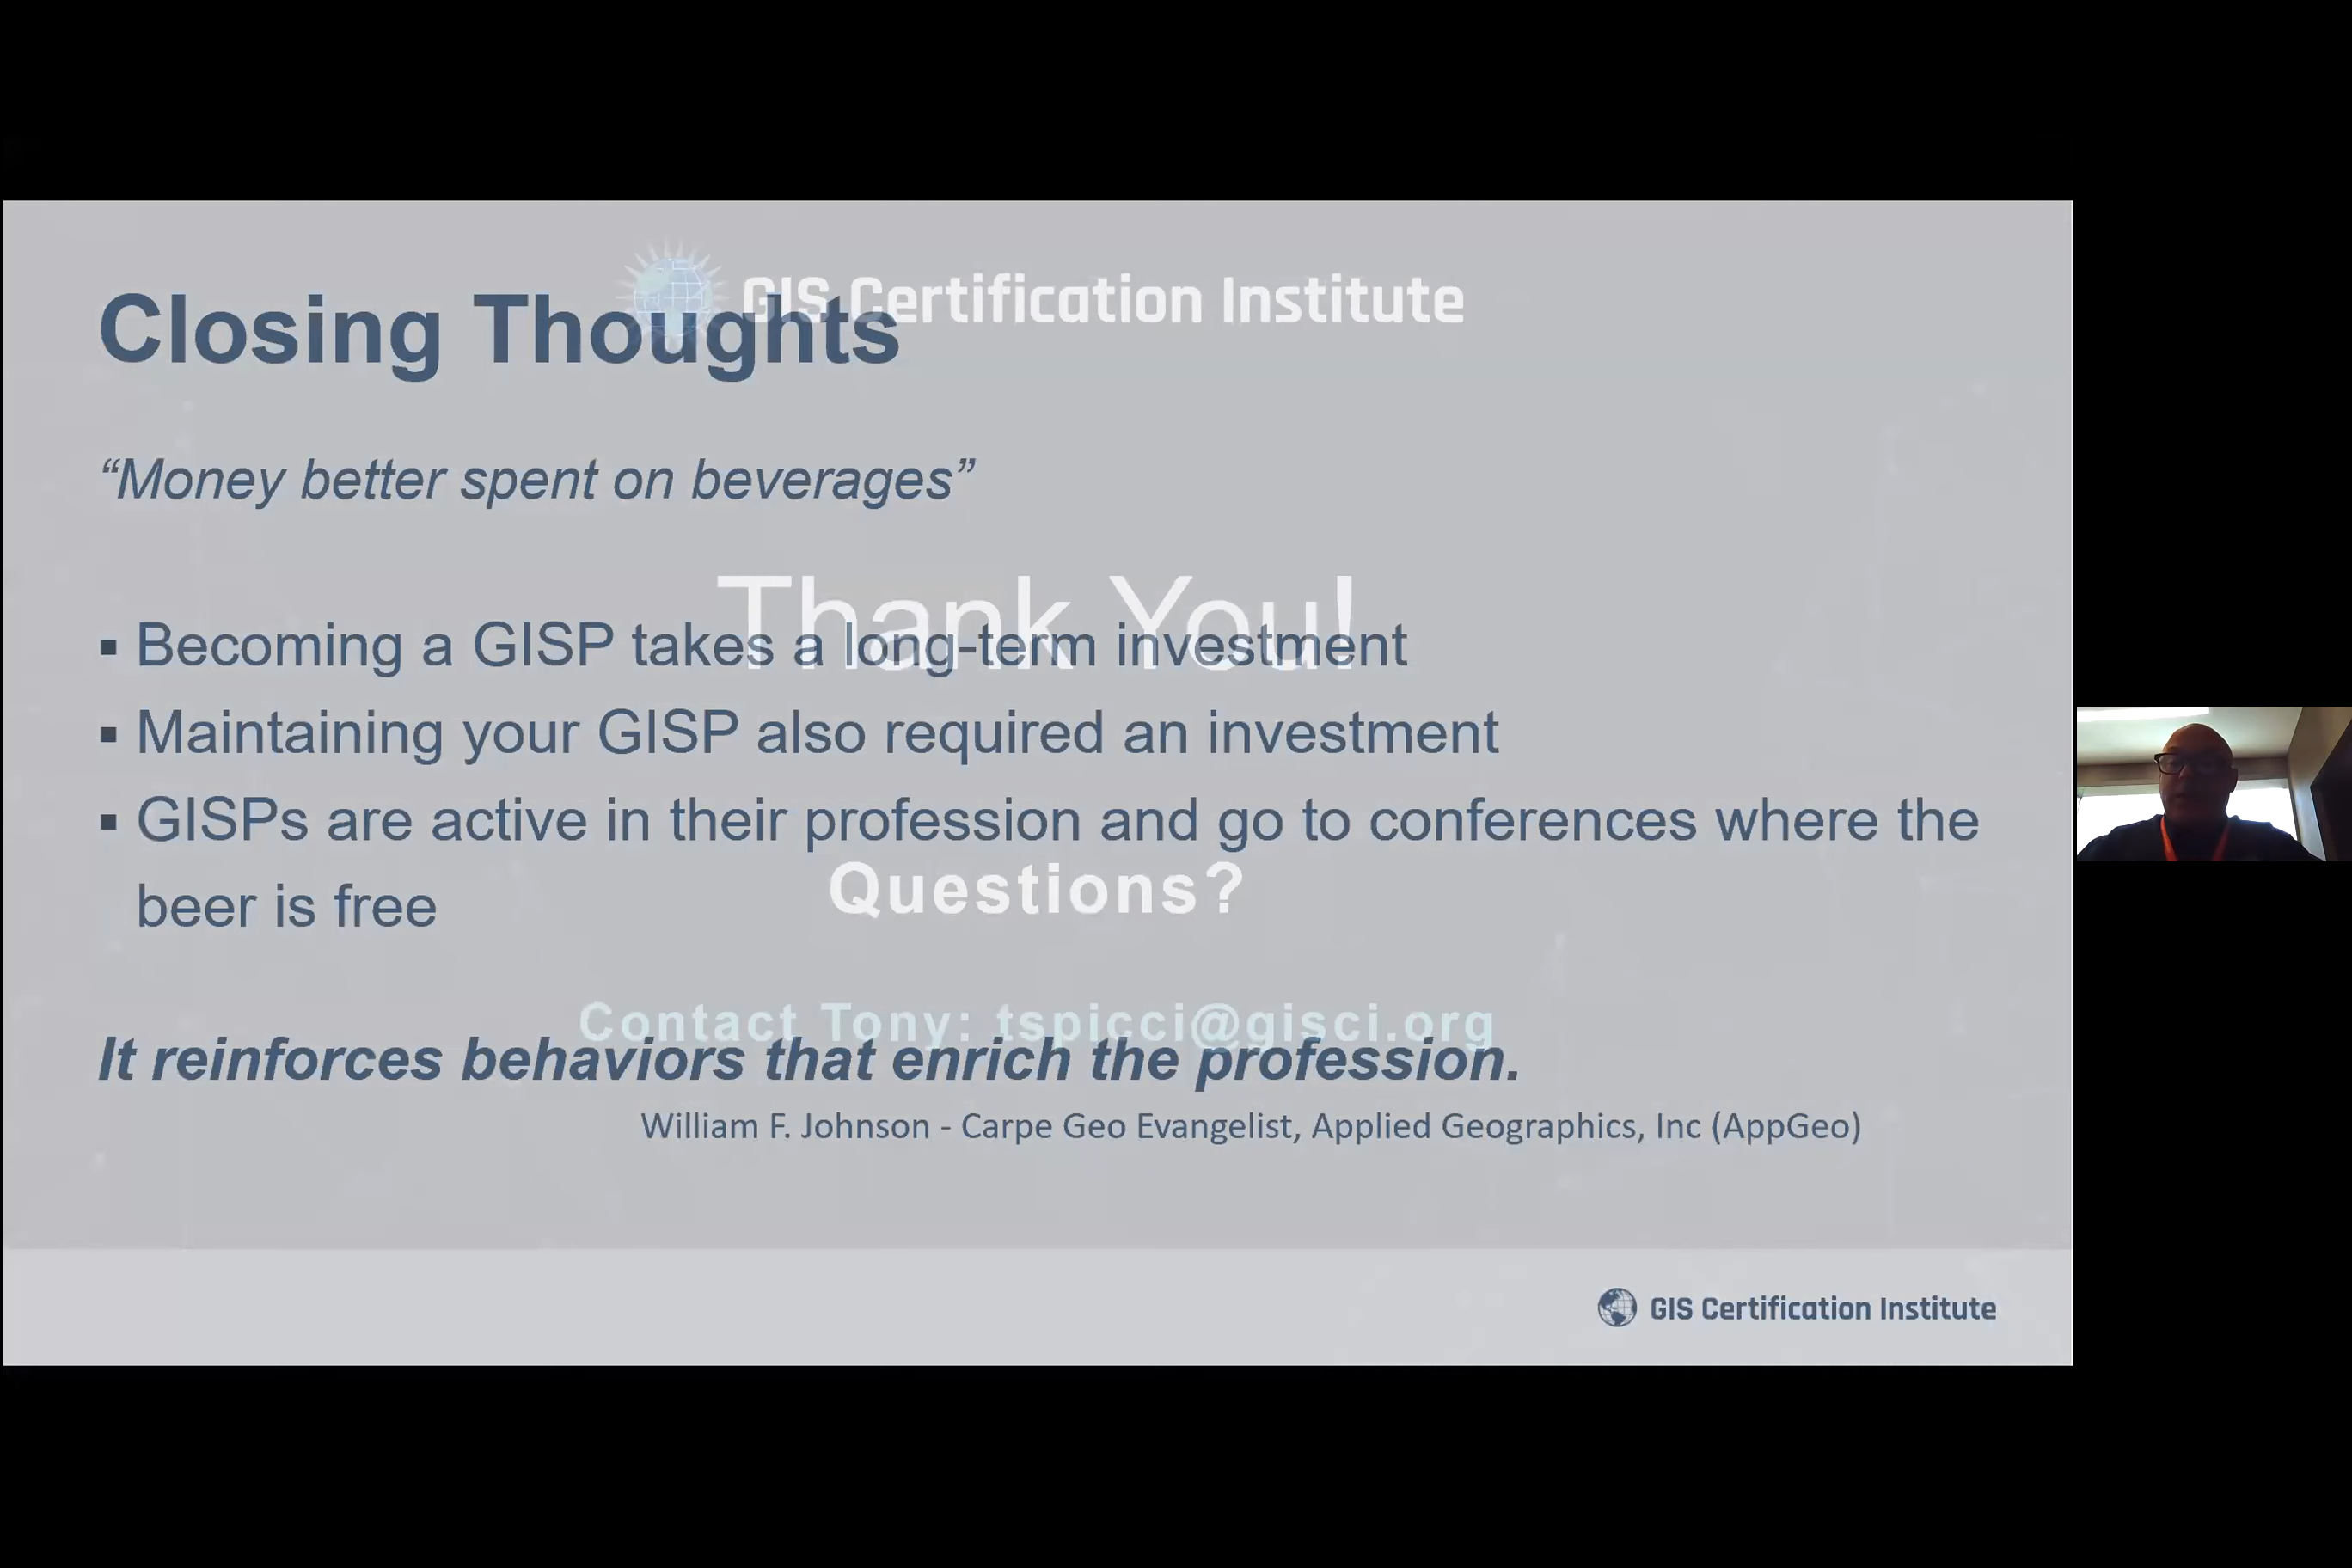 GIS Certification Institute
Closing Thoughts
“Money better spent on beverages”
Thank You!
▪ Becoming a GISP takes a long-term investment
▪ Maintaining your GISP also required an investment
▪ GISPs are active in their profession and go to conferences where the
beer is free
Questions?
Contact Tony: tspicci@gisci.org
It reinforces behaviors that enrich the profession.
William F. Johnson - Carpe Geo Evangelist, Applied Geographics, Inc (AppGeo)
GIS Certification Institute